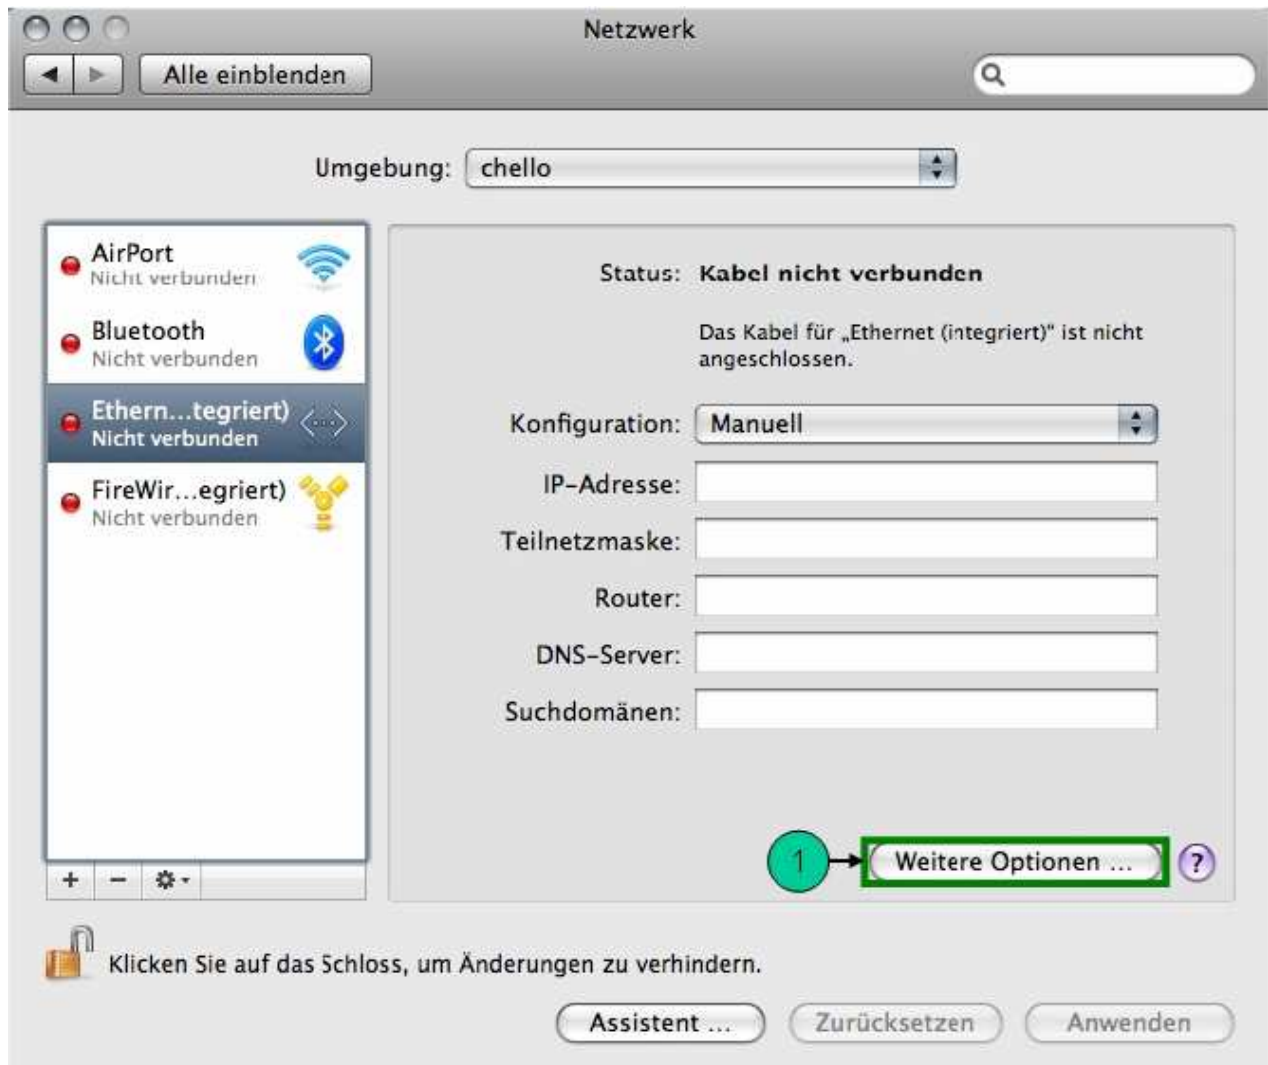 Netzwerk
Alle einblenden
Umgebung: chello
AirPort
Nicht verbunden
Bluetooth
Nicht verbunden
Ethern...tegriert)
Nicht verbunden
FireWir...egriert)
Nicht verbunden
Status: Kabel nicht verbunden
Das Kabel für „Ethernet (integriert)“ ist nicht
angeschlossen.
Konfiguration: Manuell
IP-Adresse:
Teilnetzmaske:
Router:
DNS-Server:
Suchdomänen:
1 Weitere Optionen ... ?
+ −
Klicken Sie auf das Schloss, um Änderungen zu verhindern.
Assistent ... Zurücksetzen Anwenden